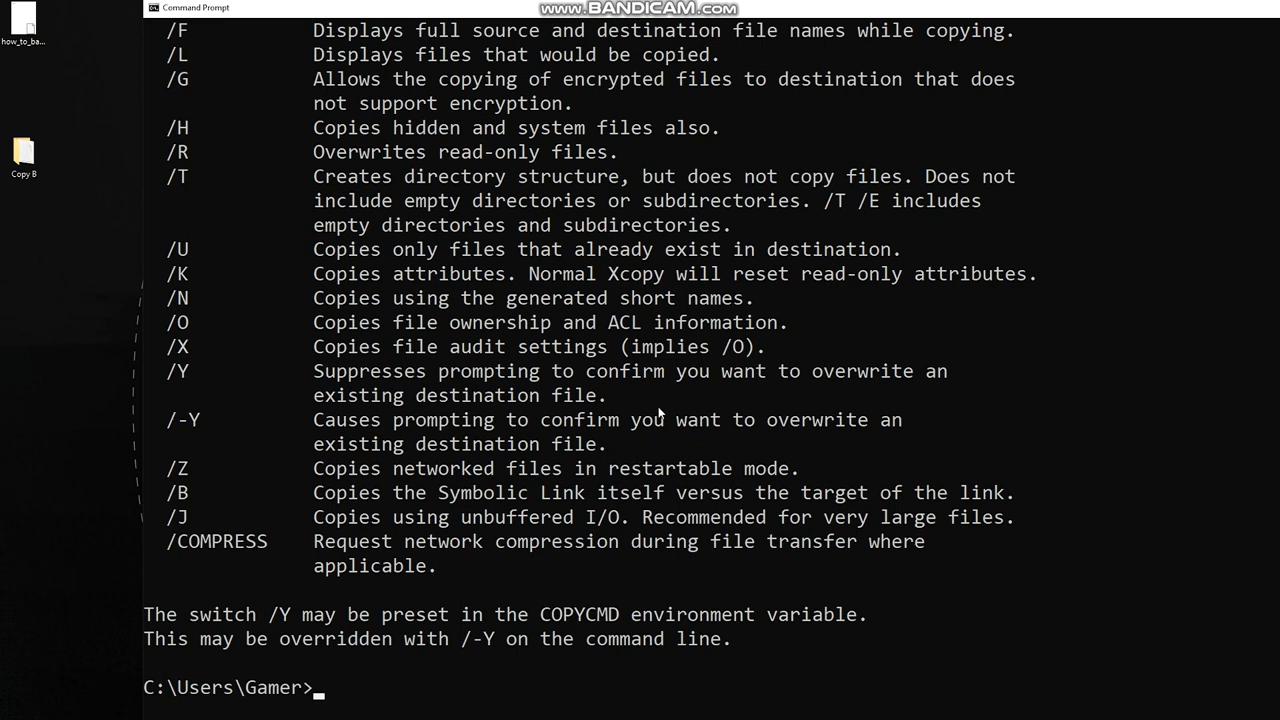 Command Prompt
www.BANDICAM.com
how_to_ba...
Copy B
/F Displays full source and destination file names while copying.
/L Displays files that would be copied.
/G Allows the copying of encrypted files to destination that does
not support encryption.
/H Copies hidden and system files also.
/R Overwrites read-only files.
/T Creates directory structure, but does not copy files. Does not
include empty directories or subdirectories. /T /E includes
empty directories and subdirectories.
/U Copies only files that already exist in destination.
/K Copies attributes. Normal Xcopy will reset read-only attributes.
/N Copies using the generated short names.
/O Copies file ownership and ACL information.
/X Copies file audit settings (implies /O).
/Y Suppresses prompting to confirm you want to overwrite an
existing destination file.
/-Y Causes prompting to confirm you want to overwrite an
existing destination file.
/Z Copies networked files in restartable mode.
/B Copies the Symbolic Link itself versus the target of the link.
/J Copies using unbuffered I/O. Recommended for very large files.
/COMPRESS Request network compression during file transfer where
applicable.
The switch /Y may be preset in the COPYCMD environment variable.
This may be overridden with /-Y on the command line.
C:\Users\Gamer>